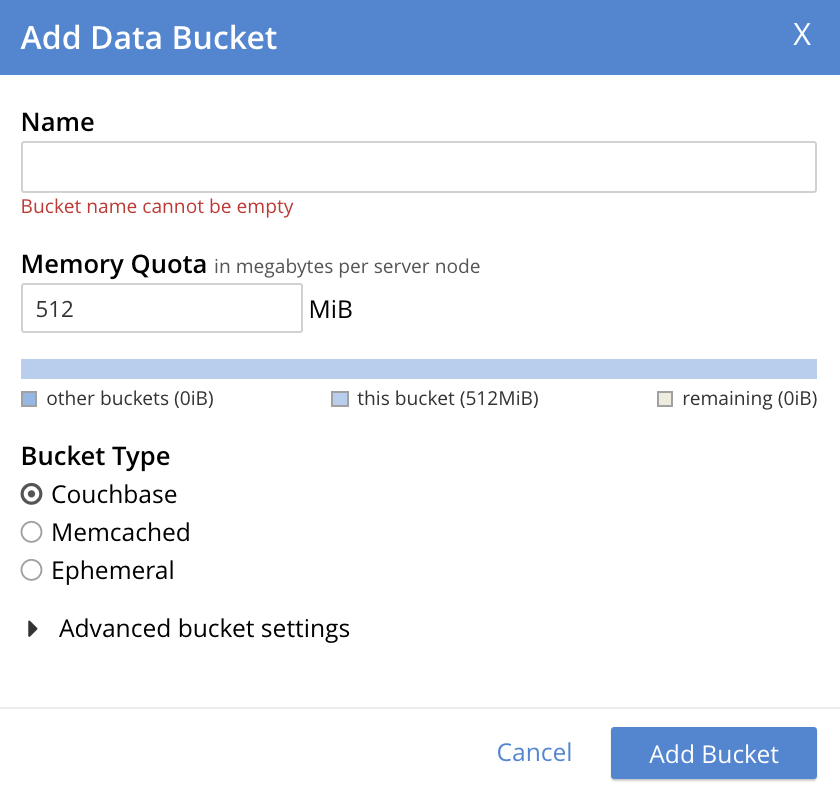 Add Data Bucket X
Name
Bucket name cannot be empty
Memory Quota in megabytes per server node
512 MiB
other buckets (0iB) this bucket (512MiB) remaining (0iB)
Bucket Type
Couchbase
Memcached
Ephemeral
Advanced bucket settings
Cancel Add Bucket